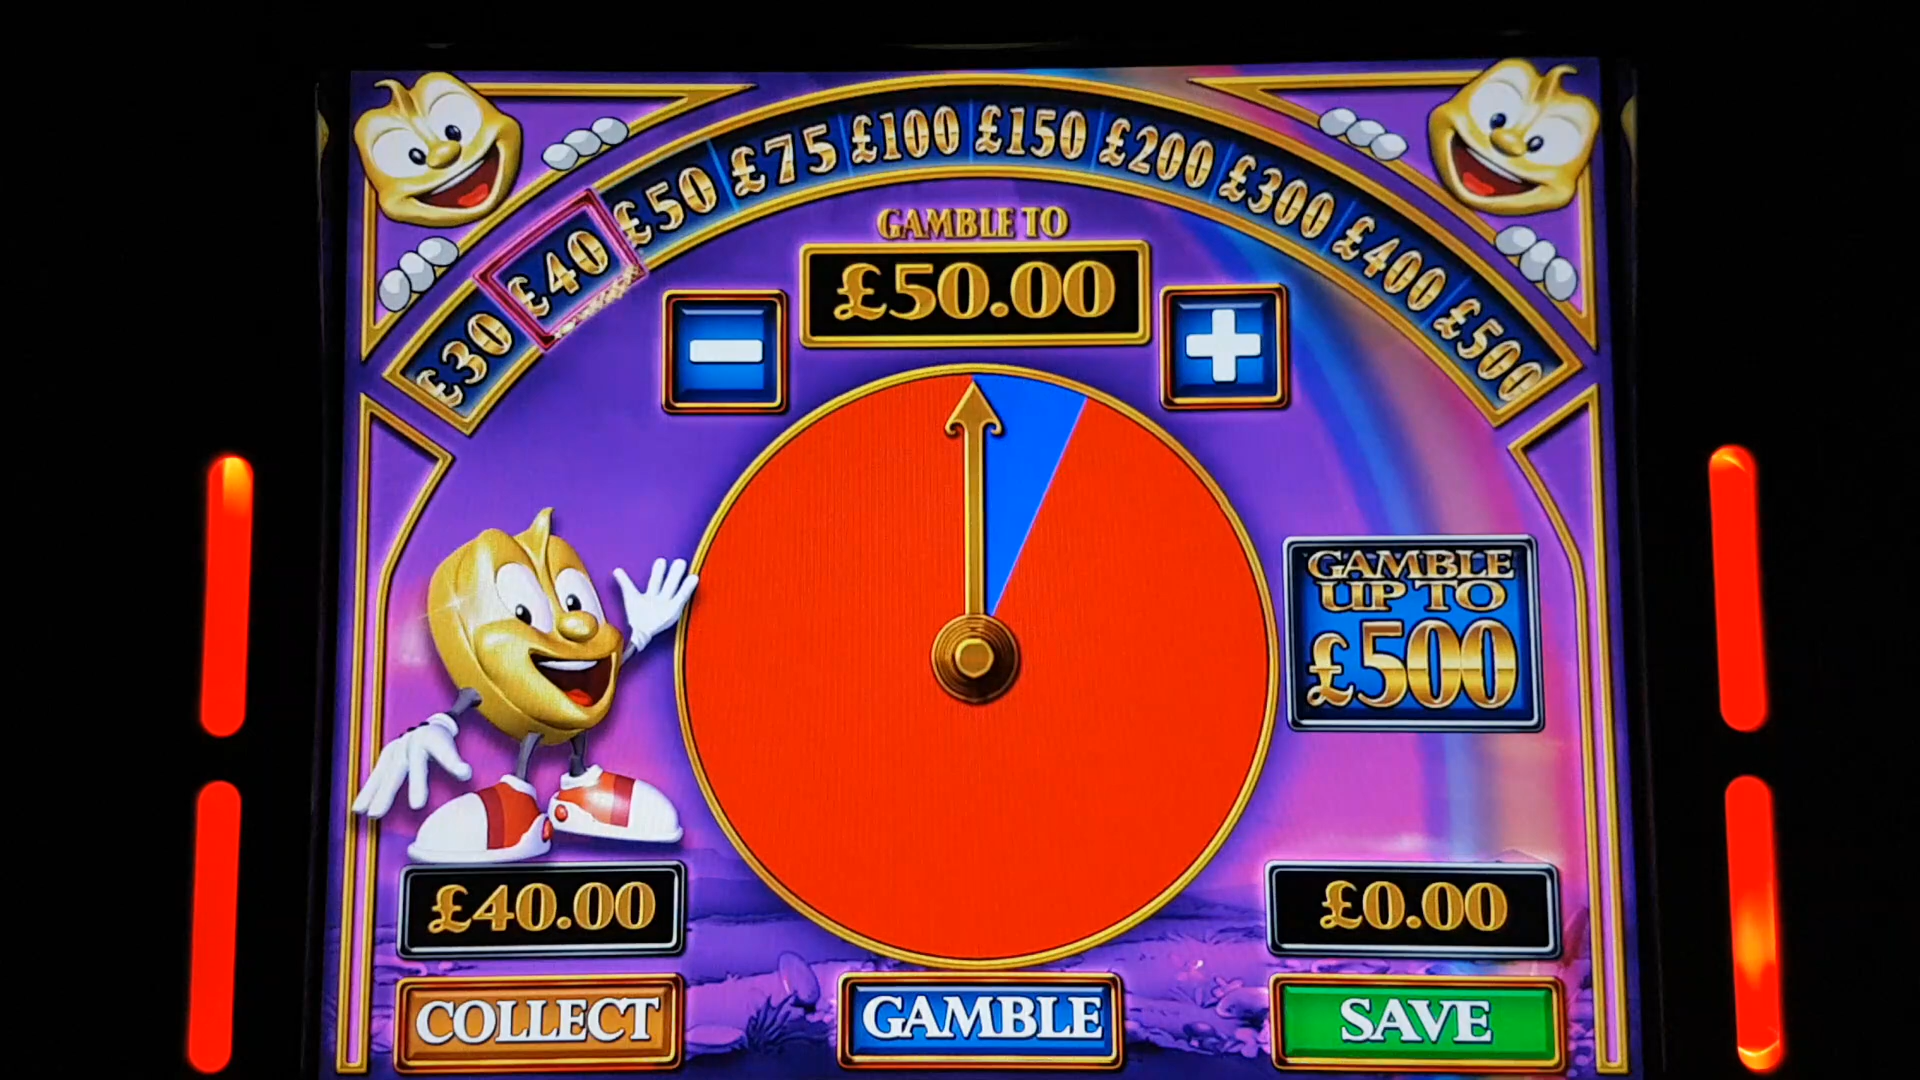 £30 £40 £50 £75 £100 £150 £200 £300 £400 £500
GAMBLE TO
£50.00
GAMBLE
UP TO
£500
£40.00
£0.00
COLLECT
GAMBLE
SAVE